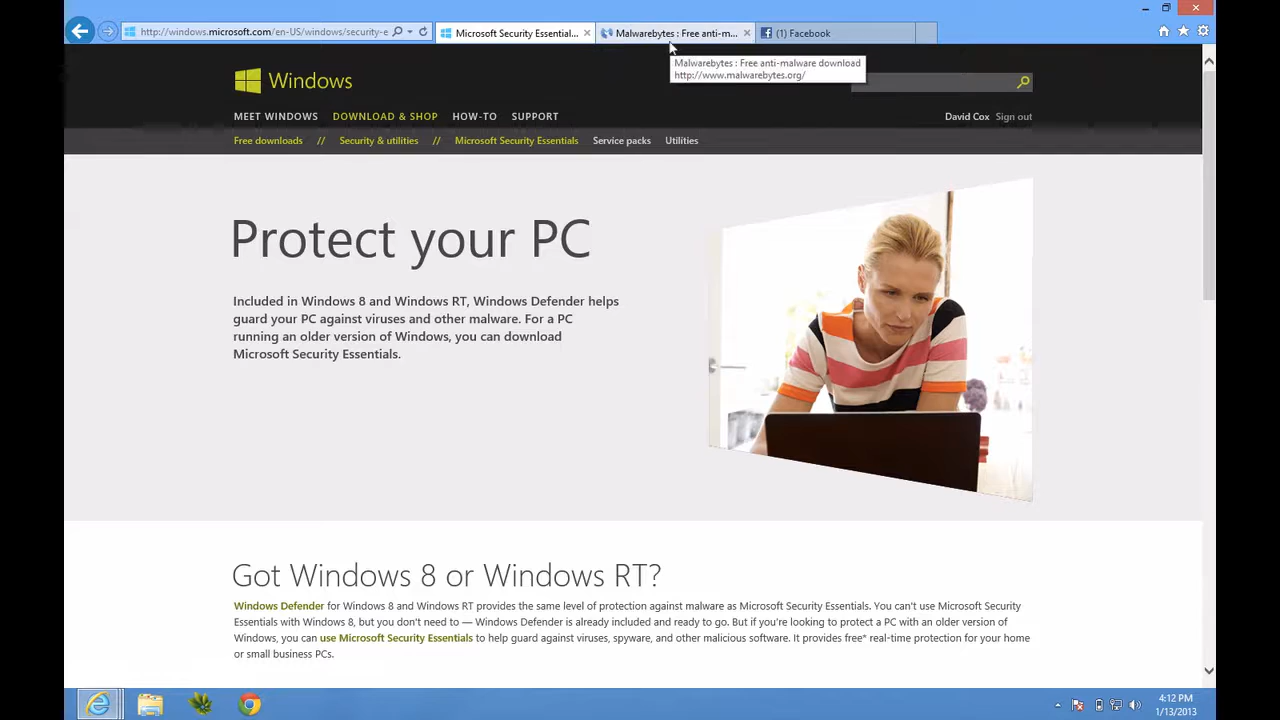 http://windows.microsoft.com/en-US/windows/security-e
Microsoft Security Essential...
Malwarebytes : Free anti-m...
(1) Facebook
Malwarebytes : Free anti-malware download
http://www.malwarebytes.org/
Windows
MEET WINDOWS DOWNLOAD & SHOP HOW-TO SUPPORT
David Cox Sign out
Free downloads // Security & utilities // Microsoft Security Essentials Service packs Utilities
Protect your PC
Included in Windows 8 and Windows RT, Windows Defender helps
guard your PC against viruses and other malware. For a PC
running an older version of Windows, you can download
Microsoft Security Essentials.
Got Windows 8 or Windows RT?
Windows Defender for Windows 8 and Windows RT provides the same level of protection against malware as Microsoft Security Essentials. You can't use Microsoft Security
Essentials with Windows 8, but you don't need to — Windows Defender is already included and ready to go. But if you're looking to protect a PC with an older version of
Windows, you can use Microsoft Security Essentials to help guard against viruses, spyware, and other malicious software. It provides free* real-time protection for your home
or small business PCs.
4:12 PM
1/13/2013